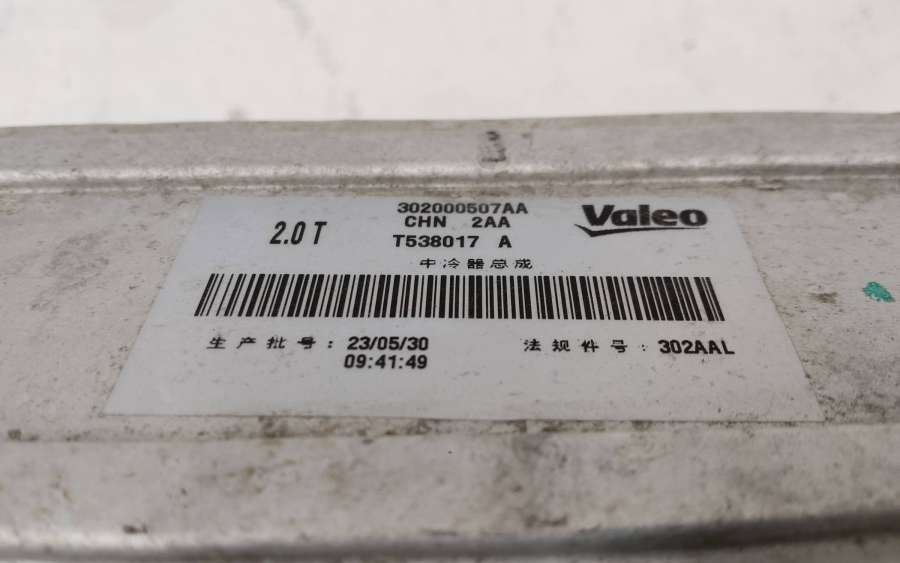 302000507AA
CHN 2AA
2.0 T
Valeo
T538017 A
中冷器总成
生产批号: 23/05/30
09:41:49
法规件号: 302AAL